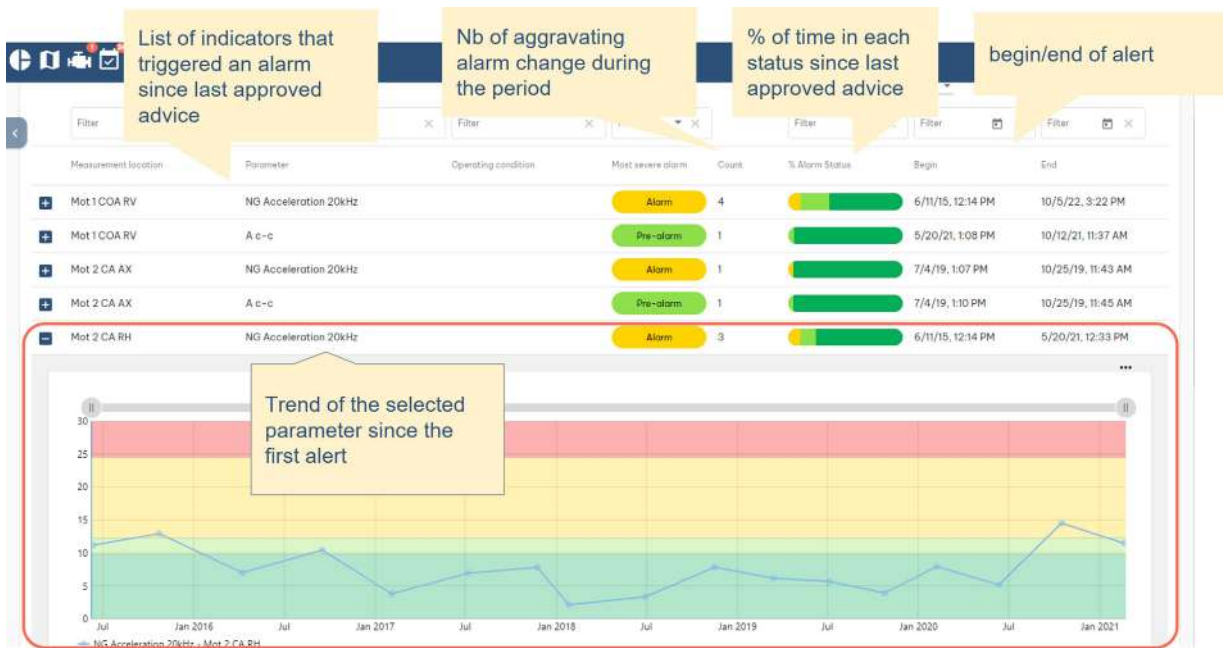 List of indicators that
triggered an alarm
since last approved
advice
Nb of aggravating
alarm change during
the period
% of time in each
status since last
approved advice
begin/end of alert
Filter
Filter
Filter
Filter
Filter
Measurement location
Parameter
Operating condition
Most severe alarm
Count
% Alarm Status
Begin
End
Mot 1 COA RV NG Acceleration 20kHz Alarm 4 6/11/15, 12:14 PM 10/5/22, 3:22 PM
Mot 1 COA RV A c-c Pre-alarm 1 5/20/21, 1:08 PM 10/12/21, 11:37 AM
Mot 2 CA AX NG Acceleration 20kHz Alarm 1 7/4/19, 1:07 PM 10/25/19, 11:43 AM
Mot 2 CA AX A c-c Pre-alarm 1 7/4/19, 1:10 PM 10/25/19, 11:45 AM
Mot 2 CA RH NG Acceleration 20kHz Alarm 3 6/11/15, 12:14 PM 5/20/21, 12:33 PM
Trend of the selected
parameter since the
first alert
30
25
20
15
10
5
0
Jul Jan 2016 Jul Jan 2017 Jul Jan 2018 Jul Jan 2019 Jul Jan 2020 Jul Jan 2021
NG Acceleration 20kHz - Mot 2 CA RH